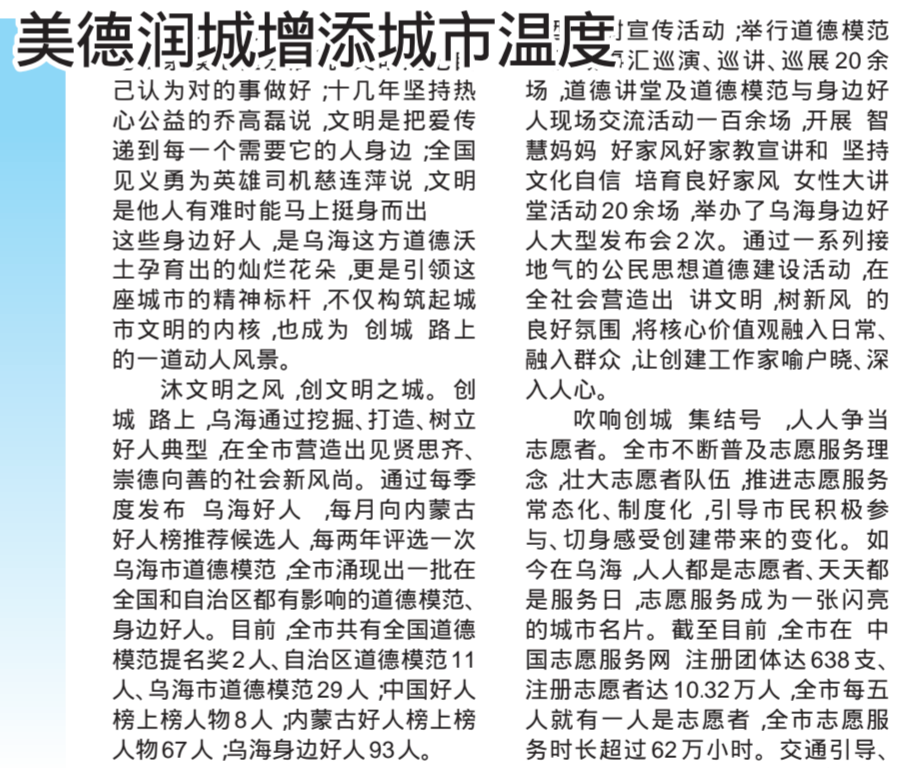 美德润城增添城市温度
己认为对的事做好 ;十几年坚持热
心公益的乔高磊说 ,文明是把爱传
递到每一个需要它的人身边 ;全国
见义勇为英雄司机慈连萍说 ,文明
是他人有难时能马上挺身而出
这些身边好人 ,是乌海这方道德沃
土孕育出的灿烂花朵 ,更是引领这
座城市的精神标杆 ,不仅构筑起城
市文明的内核 ,也成为 创城 路上
的一道动人风景。
沐文明之风 ,创文明之城。 创
城 路上 ,乌海通过挖掘、打造、树立
好人典型 ,在全市营造出见贤思齐、
崇德向善的社会新风尚。通过每季
度发布 乌海好人 ,每月向内蒙古
好人榜推荐候选人 ,每两年评选一次
乌海市道德模范 ,全市涌现出一批在
全国和自治区都有影响的道德模范、
身边好人。目前 ,全市共有全国道德
模范提名奖2人、自治区道德模范11
人、乌海市道德模范29人 ;中国好人
榜上榜人物8人 ;内蒙古好人榜上榜
人物67人 ;乌海身边好人93人。
时宣传活动 ;举行道德模范
汇巡演、巡讲、巡展20余
场 ,道德讲堂及道德模范与身边好
人现场交流活动一百余场 ,开展 智
慧妈妈 好家风好家教宣讲和 坚持
文化自信 培育良好家风 女性大讲
堂活动20余场 ,举办了乌海身边好
人大型发布会2次。通过一系列接
地气的公民思想道德建设活动 ,在
全社会营造出 讲文明 ,树新风 的
良好氛围 ,将核心价值观融入日常、
融入群众 ,让创建工作家喻户晓、深
入人心。
吹响创城 集结号 ,人人争当
志愿者。全市不断普及志愿服务理
念 ,壮大志愿者队伍 ,推进志愿服务
常态化、制度化 ,引导市民积极参
与、切身感受创建带来的变化。如
今在乌海 ,人人都是志愿者、天天都
是服务日 ,志愿服务成为一张闪亮
的城市名片。截至目前 ,全市在 中
国志愿服务网 注册团体达638支、
注册志愿者达10.32万人 ,全市每五
人就有一人是志愿者 ,全市志愿服
务时长超过62万小时。交通引导、